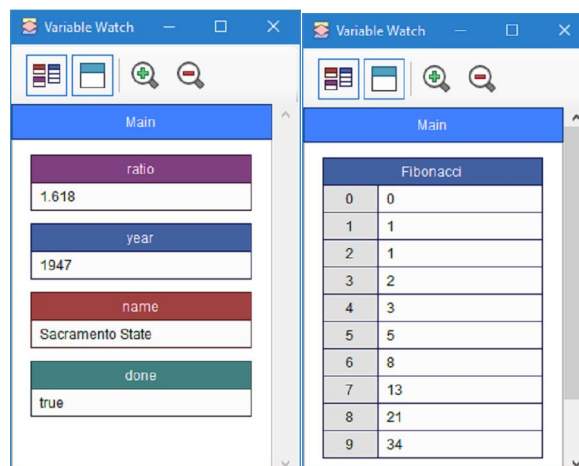 Variable Watch
Main
ratio
1.618
year
1947
name
Sacramento State
done
true
Variable Watch
Main
Fibonacci
0 0
1 1
2 1
3 2
4 3
5 5
6 8
7 13
8 21
9 34